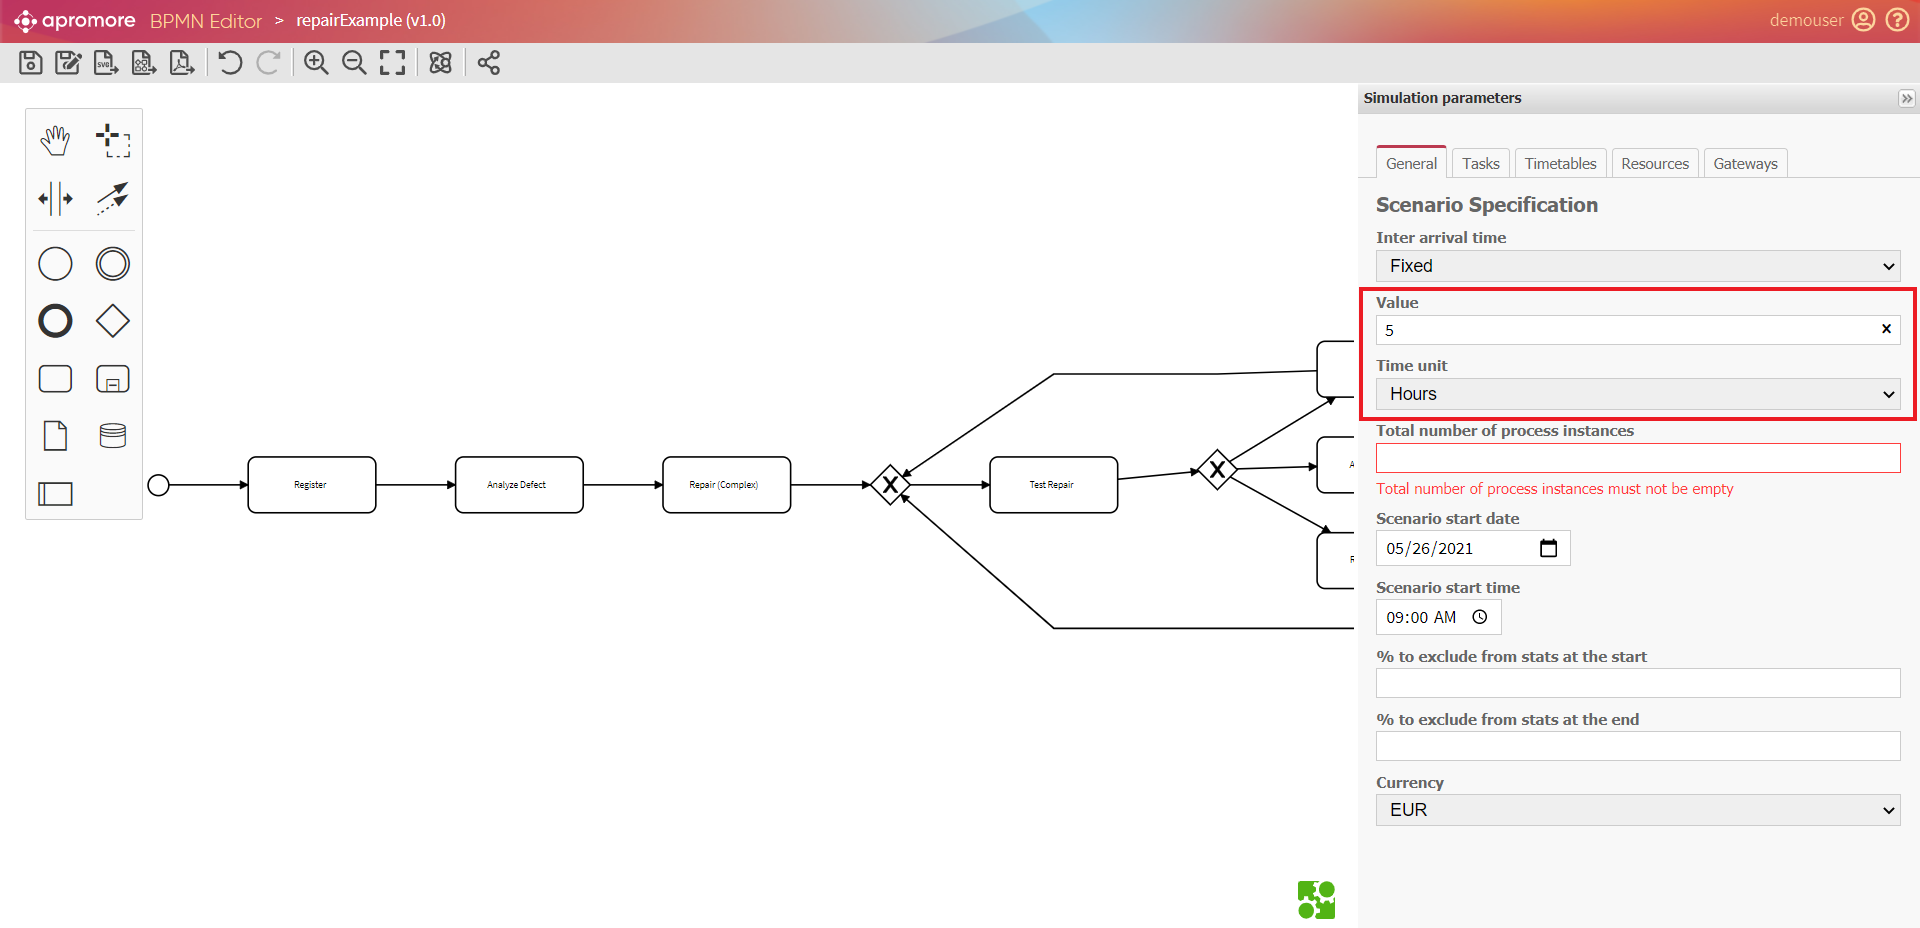 apromore BPMN Editor > repairExample (v1.0) demouser ?
SVG
Simulation parameters
General Tasks Timetables Resources Gateways
Scenario Specification
Inter arrival time
Fixed
Value
5
Time unit
Hours
Total number of process instances
Total number of process instances must not be empty
Scenario start date
05/26/2021
Scenario start time
09:00 AM
% to exclude from stats at the start
% to exclude from stats at the end
Currency
EUR
Register
Analyze Defect
Repair (Complex)
X
Test Repair
X
A
R